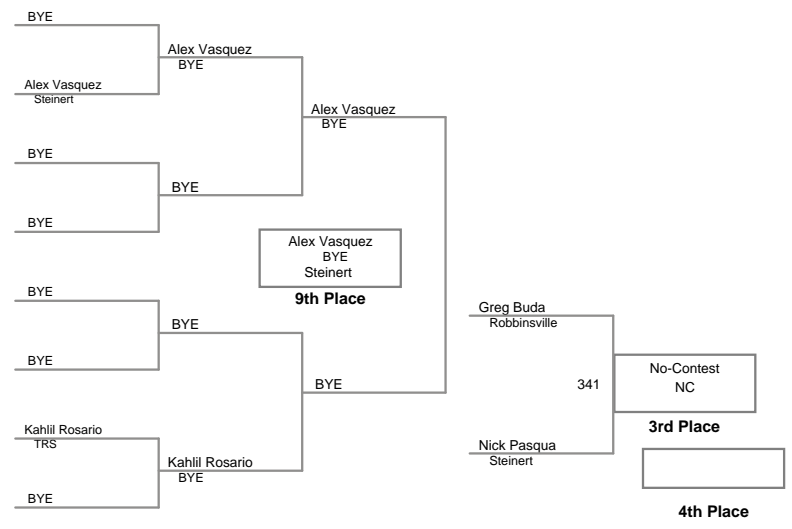 BYE
Alex Vasquez
BYE
Alex Vasquez
Steinert
Alex Vasquez
BYE
BYE
BYE
BYE
Alex Vasquez
BYE
Steinert
9th Place
BYE
BYE
BYE
BYE
Kahlil Rosario
TRS
Kahlil Rosario
BYE
BYE
Greg Buda
Robbinsville
341
No-Contest
NC
3rd Place
Nick Pasqua
Steinert
4th Place